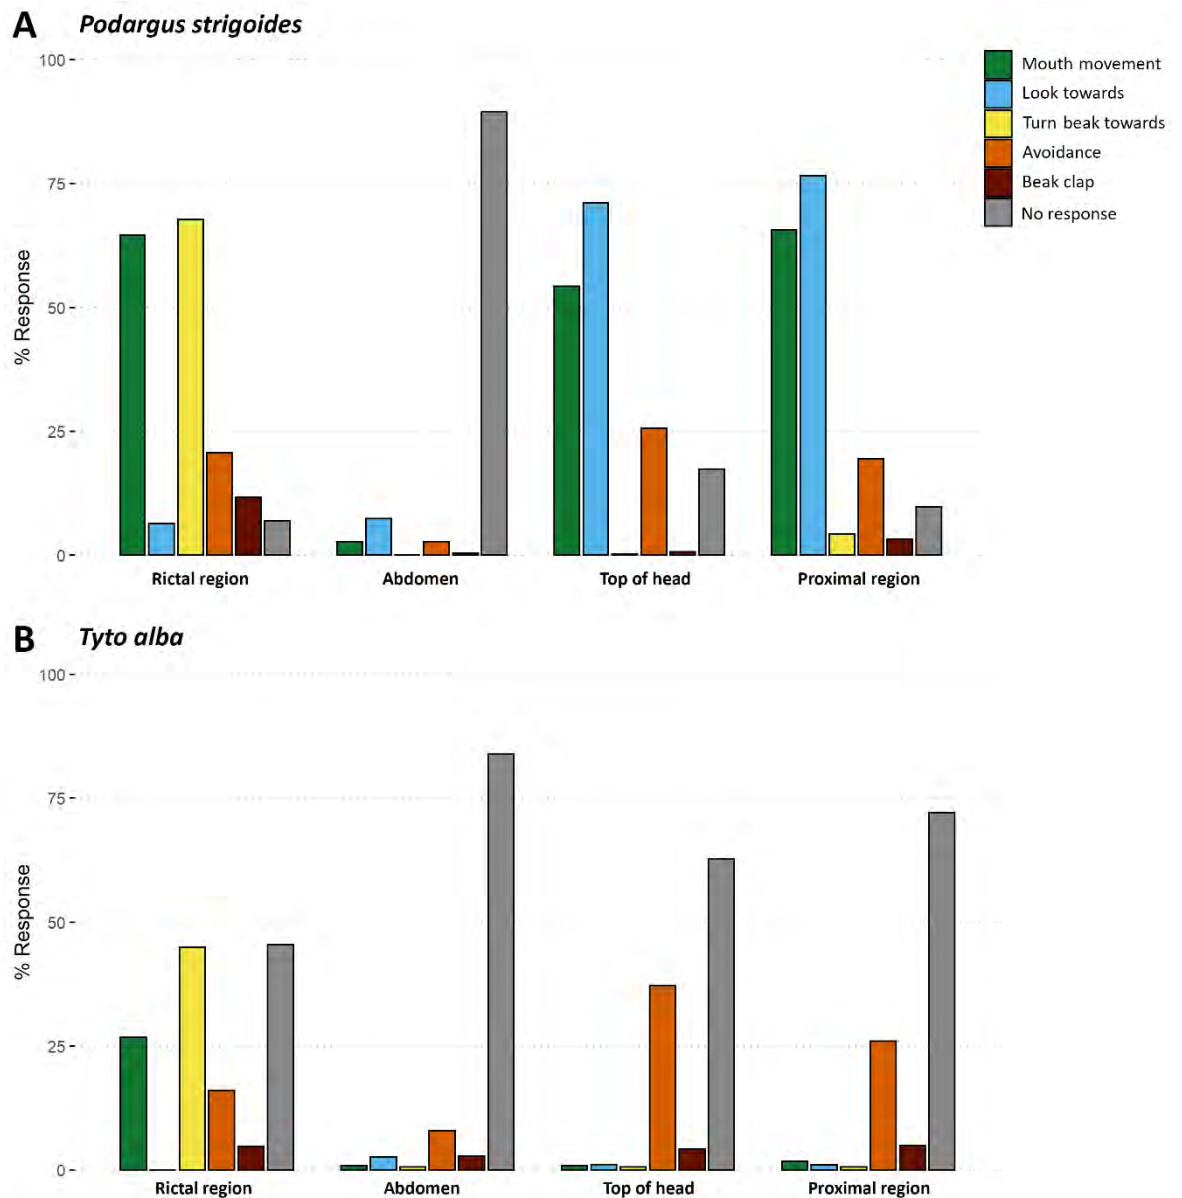 A Podargus strigoides
100
75
50
25
0
% Response
Rictal region Abdomen Top of head Proximal region
Mouth movement
Look towards
Turn beak towards
Avoidance
Beak clap
No response
B Tyto alba
100
75
50
25
0
% Response
Rictal region Abdomen Top of head Proximal region